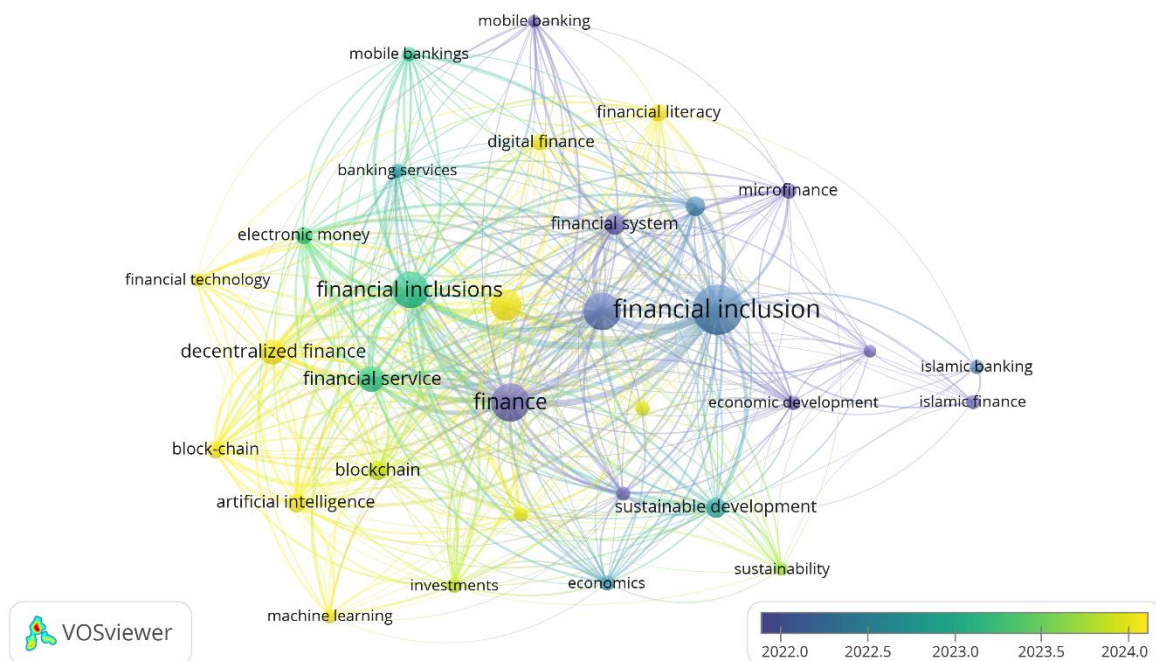 mobile banking
mobile bankings
financial literacy
digital finance
banking services
microfinance
financial system
electronic money
financial technology
financial inclusions
financial inclusion
decentralized finance
islamic banking
financial service
finance
economic development
islamic finance
block-chain
blockchain
artificial intelligence
sustainable development
sustainability
investments
economics
machine learning
VOSviewer
2022.0 2022.5 2023.0 2023.5 2024.0